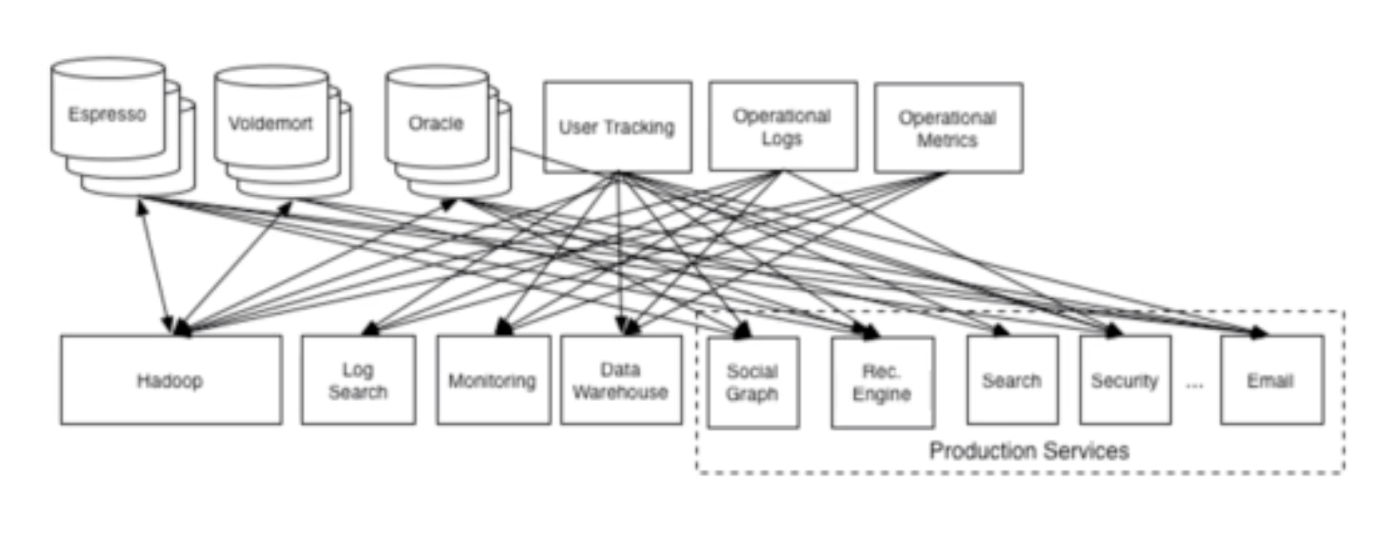 Espresso
Voldemort
Oracle
User Tracking
Operational
Logs
Operational
Metrics
Hadoop
Log
Search
Monitoring
Data
Warehouse
Social
Graph
Rec.
Engine
Search
Security
...
Email
Production Services